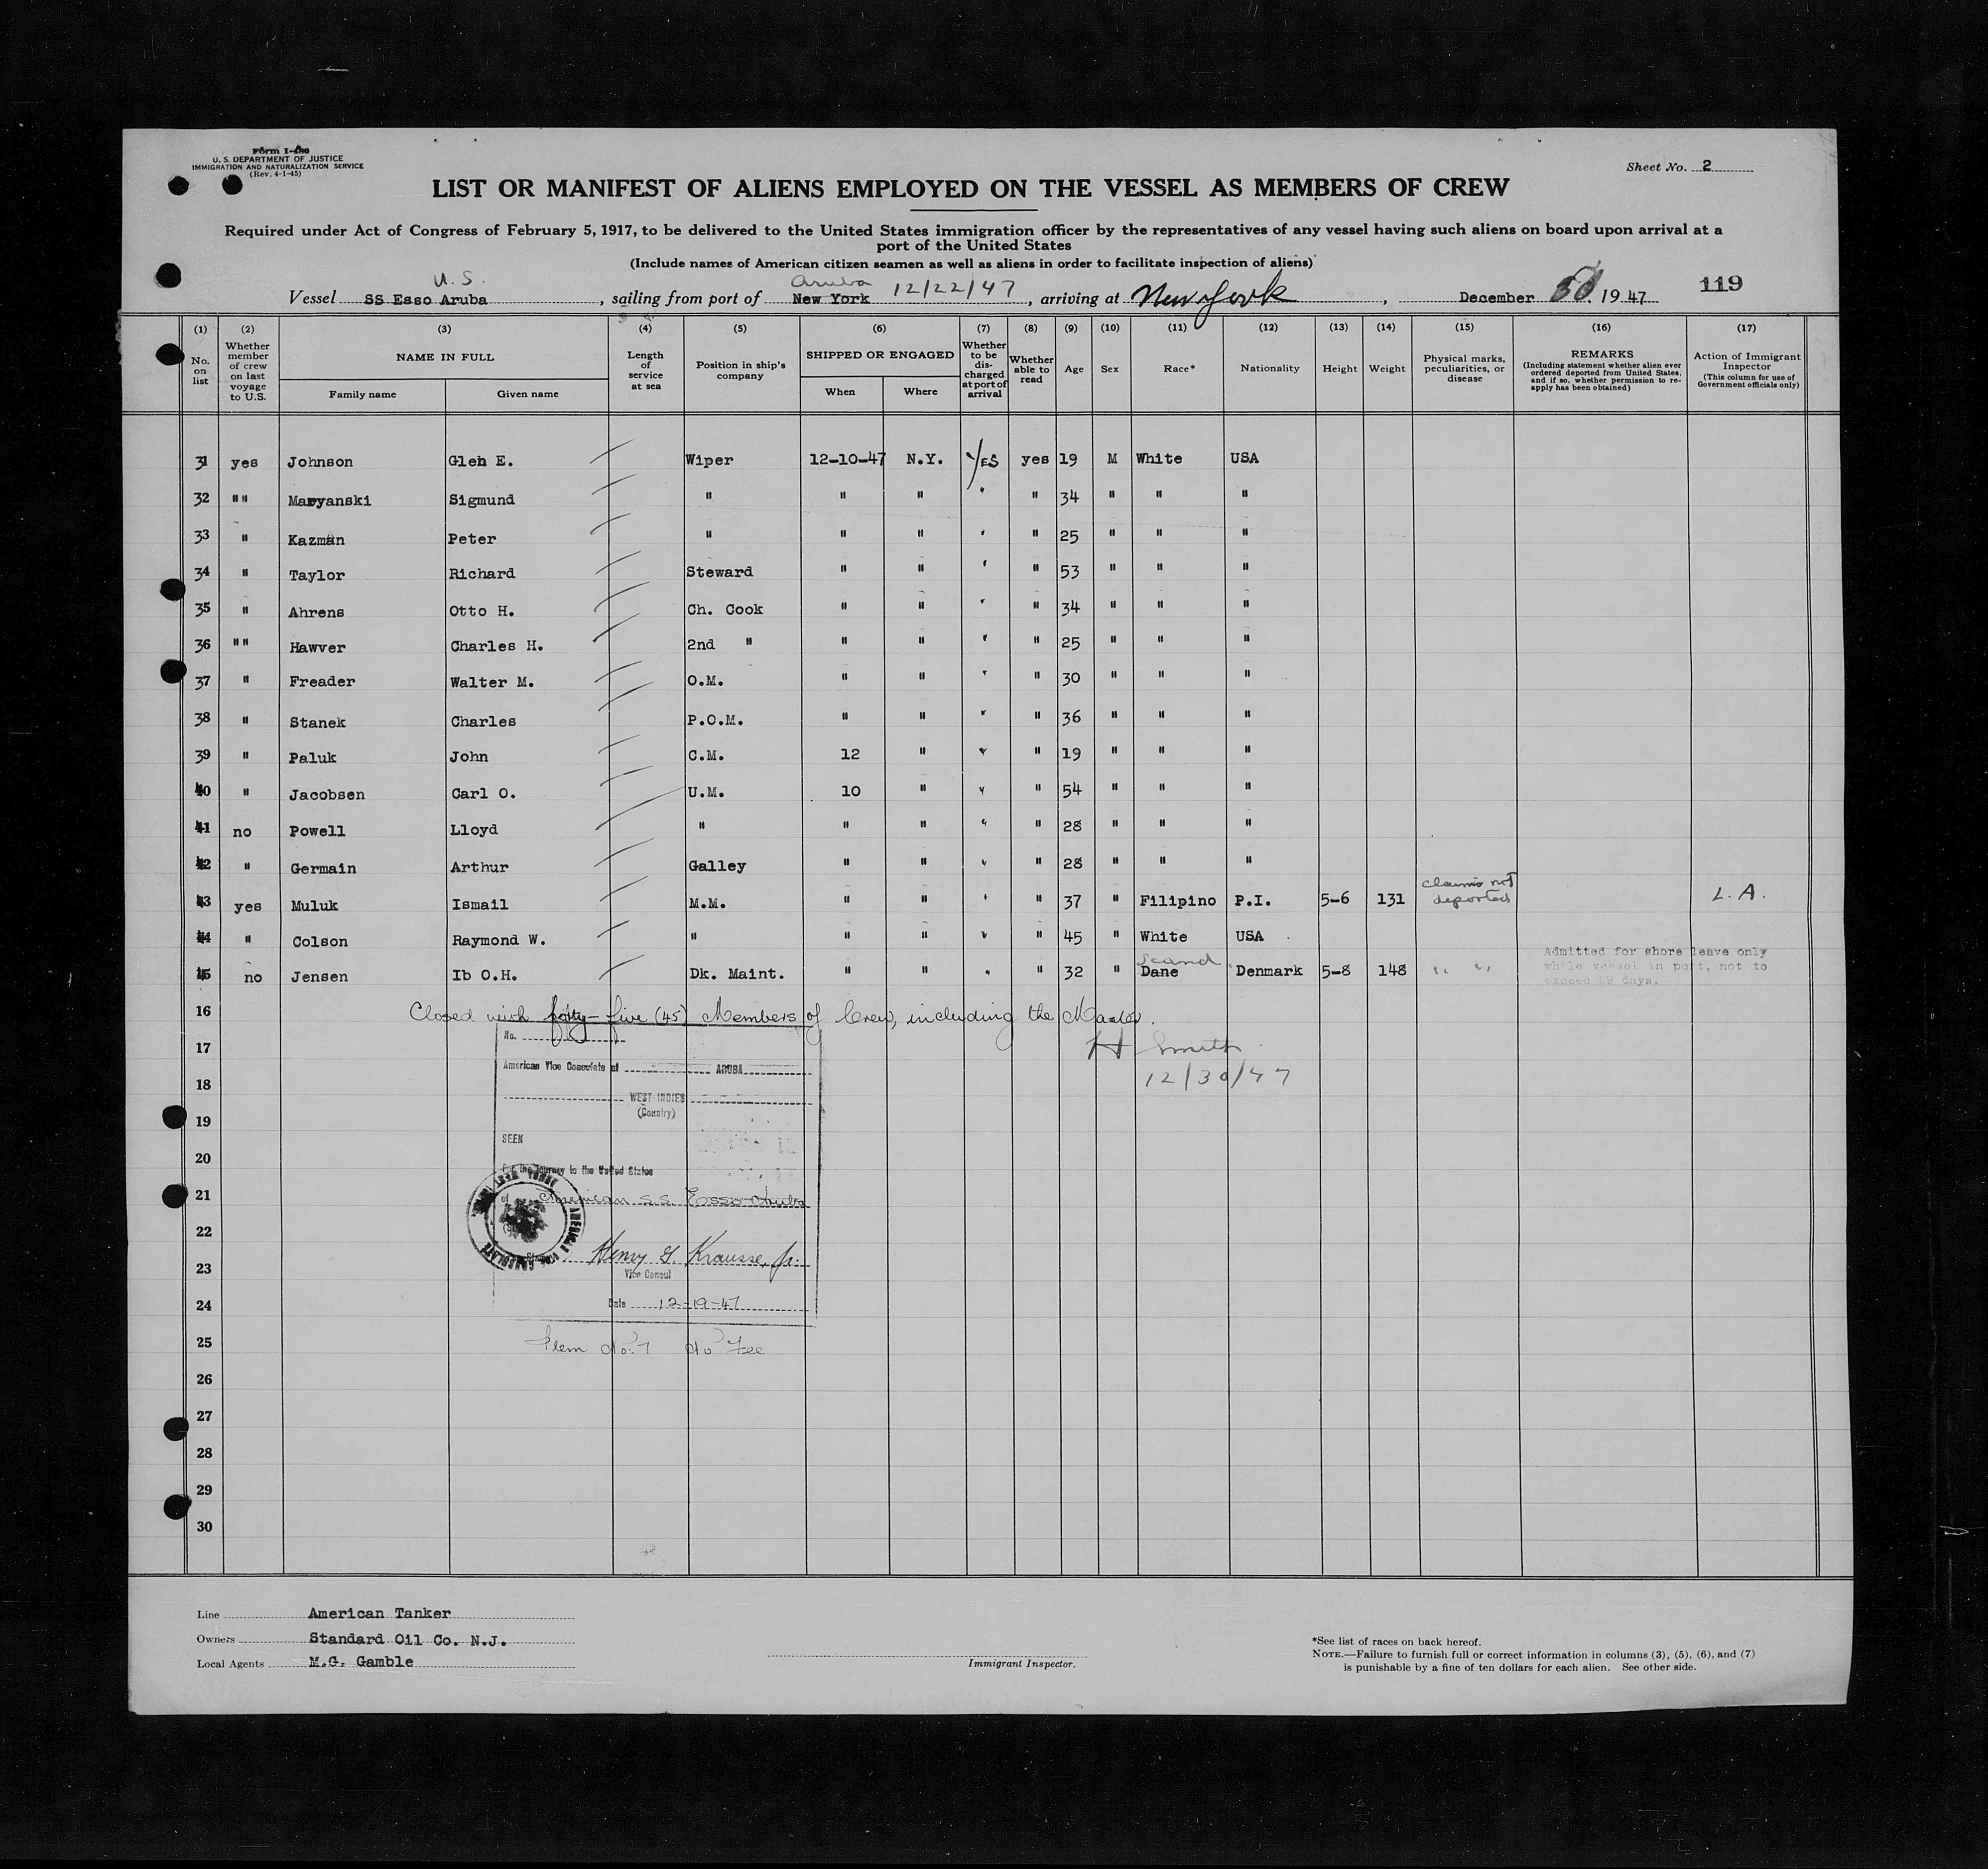 Form I-480
U. S. DEPARTMENT OF JUSTICE
IMMIGRATION AND NATURALIZATION SERVICE
(Rev. 4-1-45)
Sheet No. 2
LIST OR MANIFEST OF ALIENS EMPLOYED ON THE VESSEL AS MEMBERS OF CREW
Required under Act of Congress of February 5, 1917, to be delivered to the United States immigration officer by the representatives of any vessel having such aliens on board upon arrival at a
port of the United States
(Include names of American citizen seamen as well as aliens in order to facilitate inspection of aliens)
U.S. Aruba
Vessel SS Esso Aruba, sailing from port of New York 12/22/47, arriving at New York, December 30, 1947 119
(1) (2) (3) (4) (5) (6) (7) (8) (9) (10) (11) (12) (13) (14) (15) (16) (17)
No. on list
Whether member of crew on last voyage to U.S.
NAME IN FULL
Family name Given name
Length of service at sea
Position in ship's company
SHIPPED OR ENGAGED
When Where
Whether to be discharged at port of arrival
Whether able to read
Age
Sex
Race*
Nationality
Height
Weight
Physical marks, peculiarities, or disease
REMARKS
(Including statement whether alien ever ordered deported from United States, and if so, whether permission to reapply has been obtained)
Action of Immigrant Inspector
(This column for use of Government officials only)
31 yes Johnson Glen E. Wiper 12-10-47 N.Y. YES yes 19 M White USA
32 " " Maryanski Sigmund " " " " " 34 " " "
33 " Kazman Peter " " " " " 25 " " "
34 " Taylor Richard Steward " " " " 53 " " "
35 " Ahrens Otto H. Ch. Cook " " " " 34 " " "
36 " " Hawver Charles H. 2nd " " " " " 25 " " "
37 " Freader Walter M. O.M. " " " " 30 " " "
38 " Stanek Charles P.O.M. " " " " 36 " " "
39 " Paluk John C.M. 12 " " " 19 " " "
40 " Jacobsen Carl O. U.M. 10 " " " 54 " " "
41 no Powell Lloyd " " " " " 28 " " "
42 " Germain Arthur Galley " " " " 28 " " "
43 yes Muluk Ismail M.M. " " " " 37 " Filipino P.I. 5-6 131 claims not deported L.A.
44 " Colson Raymond W. " " " " " 45 " White USA
45 no Jensen Ib O.H. Dk. Maint. " " " " 32 " Scand Dane Denmark 5-8 148 " "
Admitted for shore leave only
while vessel in port, not to
exceed 29 days.
16 Closed with forty-five (45) Members of Crew, including the Master.
No.
17 H Smith
American Vice Consulate at ARUBA
18 12/30/47
WEST INDIES
(Country)
19
SEEN
20
For the journey to the United States
21 of American S.S. Esso Aruba
22
23 Henry G. Krausse, Jr.
Vice Consul
24 Date 12-19-47
25 Item No. 7 No Fee
26
27
28
29
30
Line American Tanker
Owners Standard Oil Co. N.J.
Local Agents M.G. Gamble
Immigrant Inspector.
*See list of races on back hereof.
NOTE.—Failure to furnish full or correct information in columns (3), (5), (6), and (7)
is punishable by a fine of ten dollars for each alien. See other side.